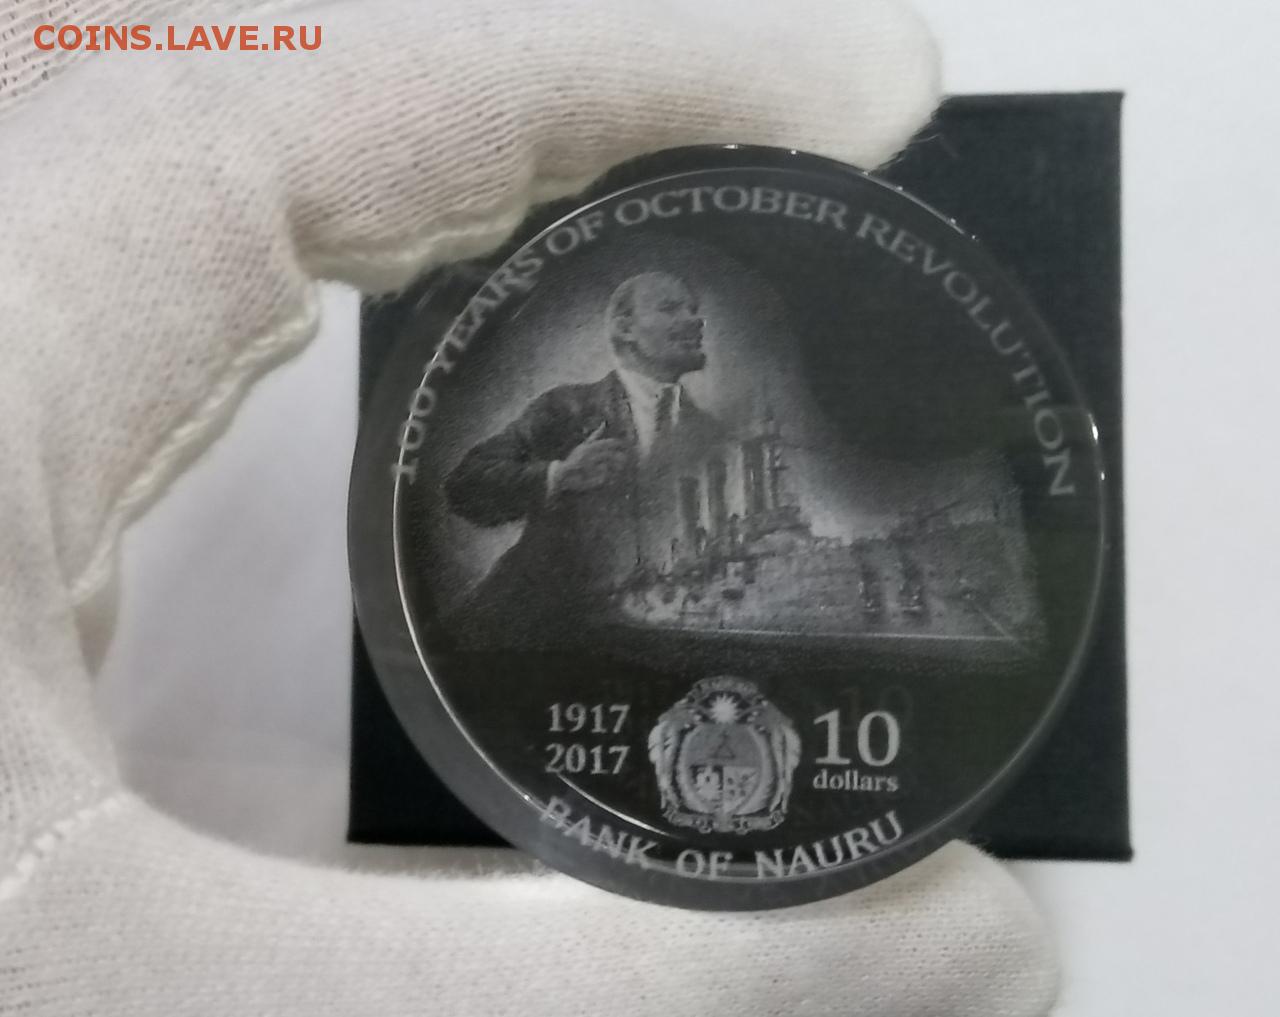 COINS.LAVE.RU
100 YEARS OF OCTOBER REVOLUTION
1917
2017
10
dollars
BANK OF NAURU